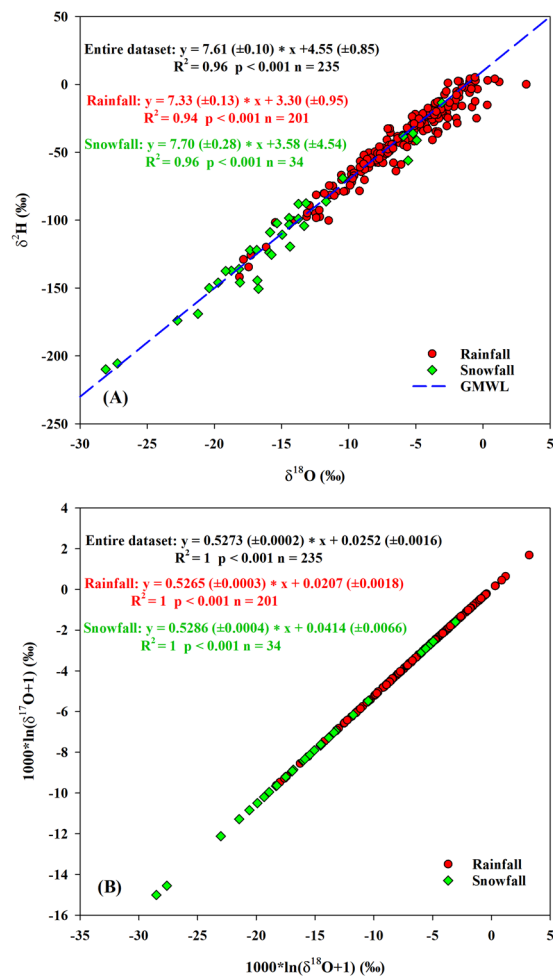 (A)
Entire dataset: y = 7.61 (±0.10) * x +4.55 (±0.85)
R² = 0.96 p < 0.001 n = 235
Rainfall: y = 7.33 (±0.13) * x + 3.30 (±0.95)
R² = 0.94 p < 0.001 n = 201
Snowfall: y = 7.70 (±0.28) * x +3.58 (±4.54)
R² = 0.96 p < 0.001 n = 34
50
0
-50
-100
-150
-200
-250
δ²H (‰)
Rainfall
Snowfall
GMWL
-30 -25 -20 -15 -10 -5 0 5
δ¹⁸O (‰)
(B)
Entire dataset: y = 0.5273 (±0.0002) * x + 0.0252 (±0.0016)
R² = 1 p < 0.001 n = 235
Rainfall: y = 0.5265 (±0.0003) * x + 0.0207 (±0.0018)
R² = 1 p < 0.001 n = 201
Snowfall: y = 0.5286 (±0.0004) * x + 0.0414 (±0.0066)
R² = 1 p < 0.001 n = 34
4
2
0
-2
-4
-6
-8
-10
-12
-14
-16
1000*ln(δ¹⁷O+1) (‰)
Rainfall
Snowfall
-35 -30 -25 -20 -15 -10 -5 0 5
1000*ln(δ¹⁸O+1) (‰)